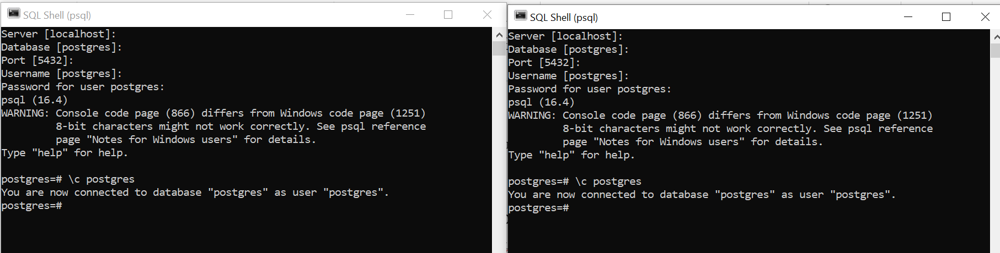 SQL Shell (psql)
Server [localhost]:
Database [postgres]:
Port [5432]:
Username [postgres]:
Password for user postgres:
psql (16.4)
WARNING: Console code page (866) differs from Windows code page (1251)
         8-bit characters might not work correctly. See psql reference
         page "Notes for Windows users" for details.
Type "help" for help.

postgres=# \c postgres
You are now connected to database "postgres" as user "postgres".
postgres=#
SQL Shell (psql)
Server [localhost]:
Database [postgres]:
Port [5432]:
Username [postgres]:
Password for user postgres:
psql (16.4)
WARNING: Console code page (866) differs from Windows code page (1251)
         8-bit characters might not work correctly. See psql reference
         page "Notes for Windows users" for details.
Type "help" for help.

postgres=# \c postgres
You are now connected to database "postgres" as user "postgres".
postgres=#